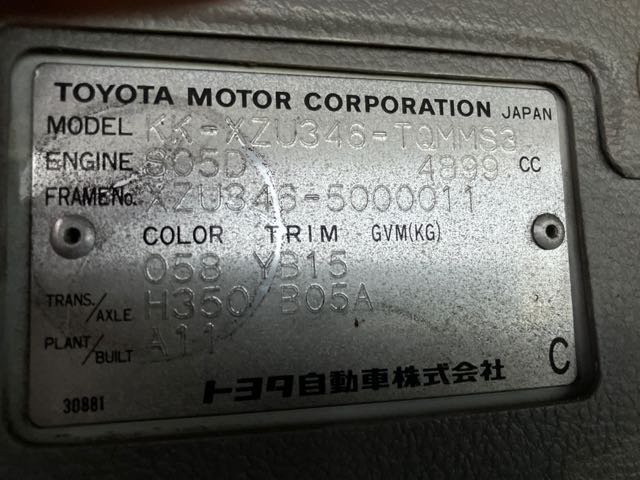 TOYOTA MOTOR CORPORATION JAPAN
MODEL KK-XZU346-TQMMS3
ENGINE S05D 4899 CC
FRAME No. XZU346-5000011
COLOR TRIM GVM(KG)
058 YB15
TRANS./AXLE H350 B05A
PLANT/BUILT A11
C
トヨタ自動車株式会社
30881